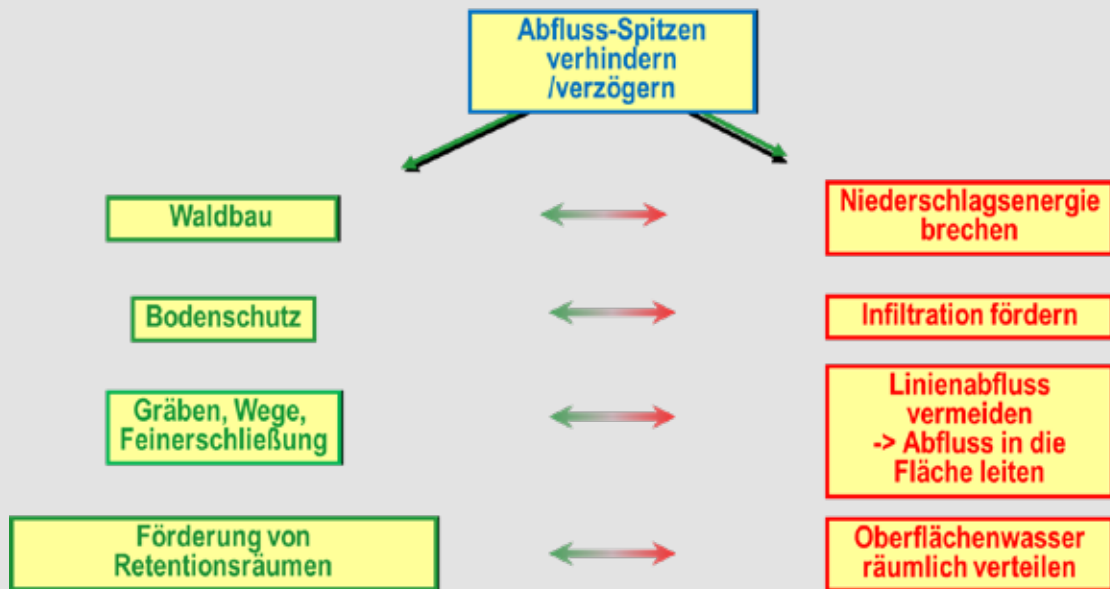 Abfluss-Spitzen
verhindern
/verzögern
Waldbau
Niederschlagsenergie
brechen
Bodenschutz
Infiltration fördern
Gräben, Wege,
Feinerschließung
Linienabfluss
vermeiden
-> Abfluss in die
Fläche leiten
Förderung von
Retentionsräumen
Oberflächenwasser
räumlich verteilen